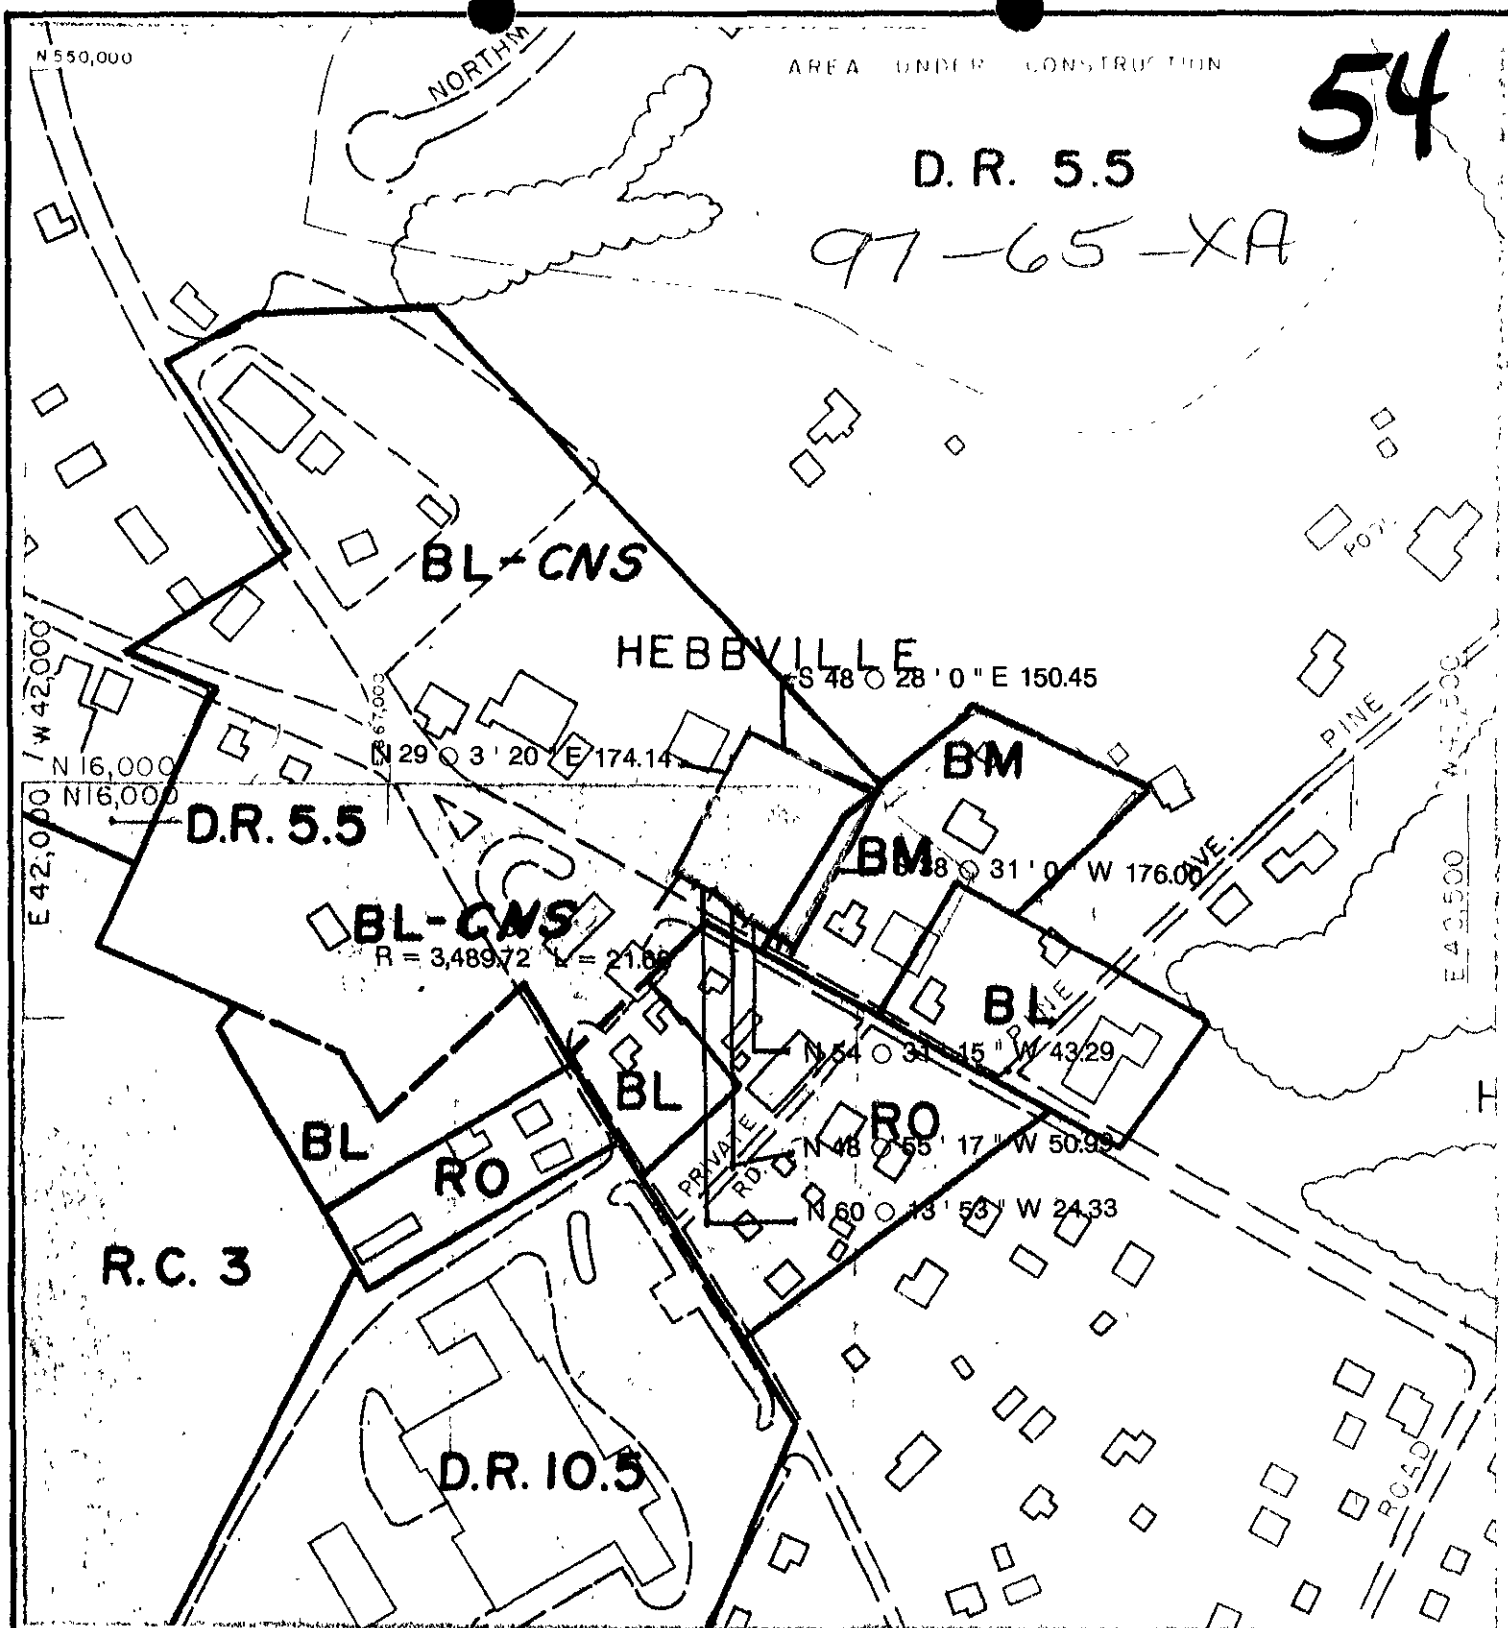 N 550,000
NORTHM
AREA UNDER CONSTRUCTION
54
D.R. 5.5
97-65-XA
BL-CNS
HEBBVILLE
S 48 O 28 ' 0 " E 150.45
W 42,000
N 29 O 3 ' 20 " E 174.14
BM
PINE
AVE.
N 16,000
N 16,000
D.R. 5.5
E 42,000
BM
31 ' 0 " W 176.00
BL-CNS
R = 3,489.72 L =
BL
PINE
N 54 O 31 ' 15 " W 43.29
BL
RO
H
BL
RO
PRIVATE
RD.
N 48 O 55 ' 17 " W 50.99
N 60 O 13 ' 53 " W 24.33
R.C. 3
D.R. 10.5
ROAD